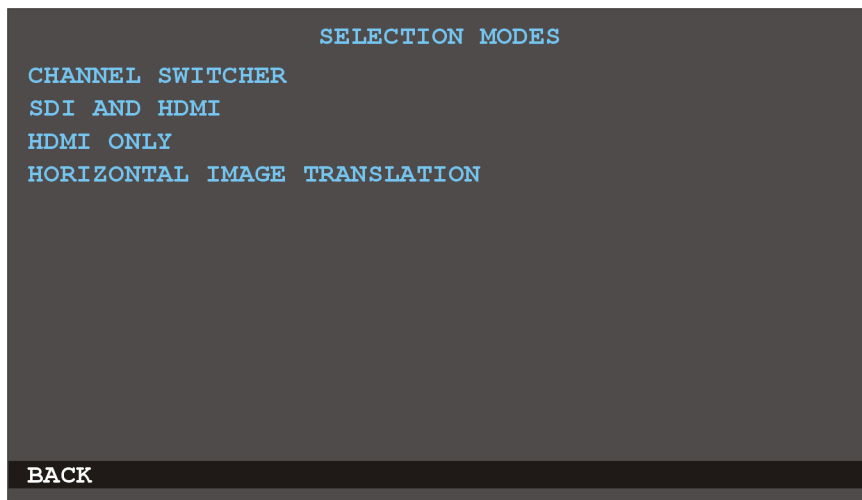 SELECTION MODES
CHANNEL SWITCHER
SDI AND HDMI
HDMI ONLY
HORIZONTAL IMAGE TRANSLATION
BACK